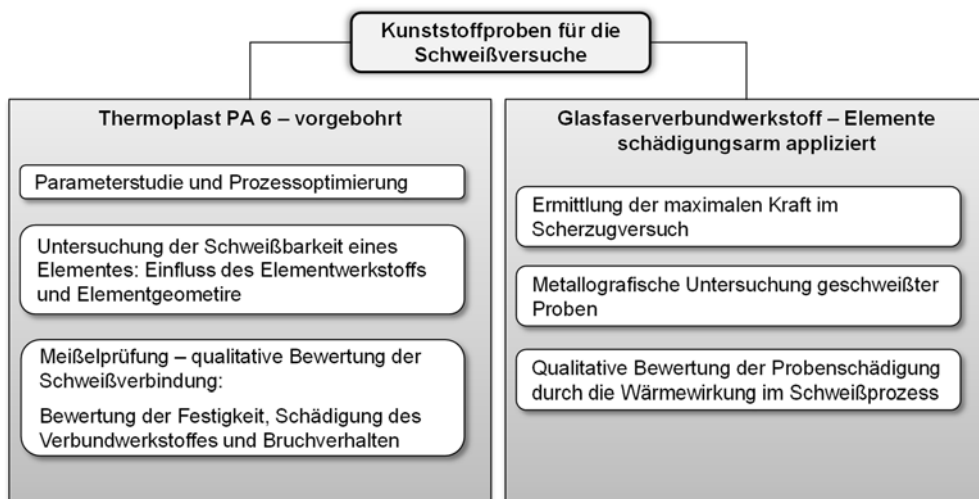 Kunststoffproben für die
Schweißversuche
Thermoplast PA 6 – vorgebohrt
Parameterstudie und Prozessoptimierung
Untersuchung der Schweißbarkeit eines
Elementes: Einfluss des Elementwerkstoffs
und Elementgeometire
Meißelprüfung – qualitative Bewertung der
Schweißverbindung:
Bewertung der Festigkeit, Schädigung des
Verbundwerkstoffes und Bruchverhalten
Glasfaserverbundwerkstoff – Elemente
schädigungsarm appliziert
Ermittlung der maximalen Kraft im
Scherzugversuch
Metallografische Untersuchung geschweißter
Proben
Qualitative Bewertung der Probenschädigung
durch die Wärmewirkung im Schweißprozess